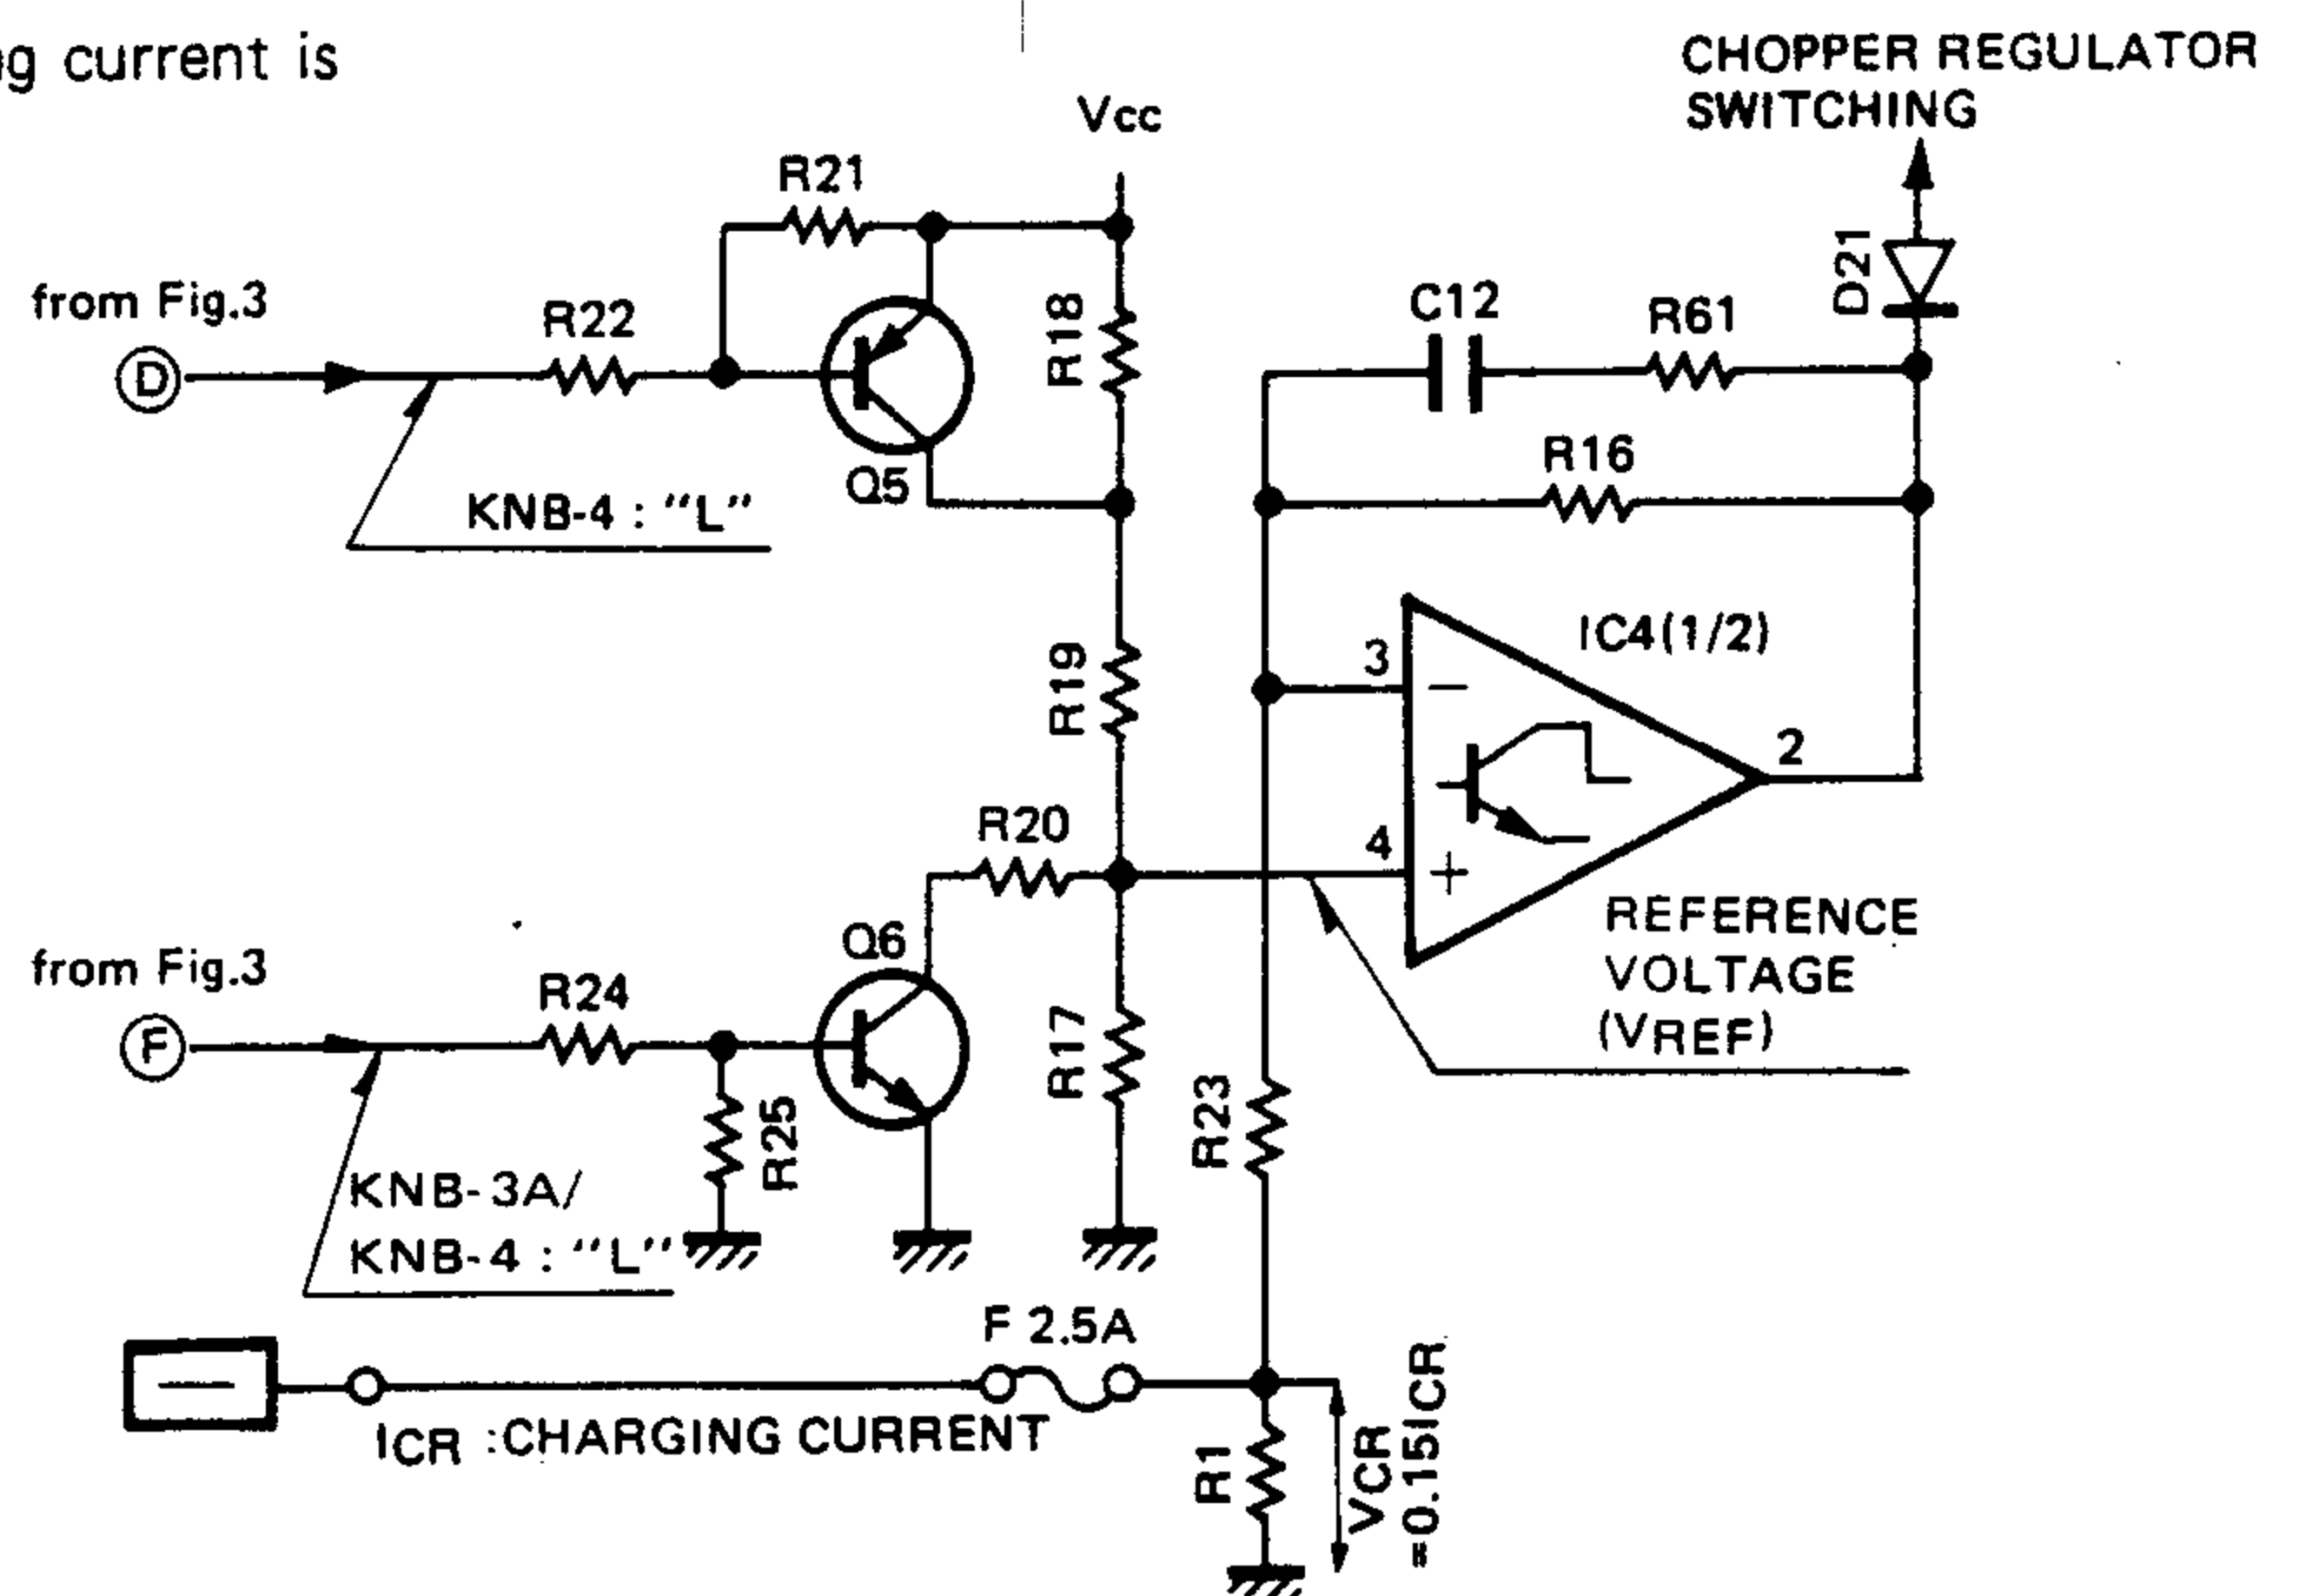 ng current is
CHOPPER REGULATOR
SWITCHING
Vcc
R21
D21
from Fig.3
R22
R18
C12
R61
D
R16
Q5
KNB-4 : "L"
IC4(1/2)
3
−
R19
2
R20
4
+
REFERENCE
VOLTAGE
(VREF)
Q6
from Fig.3
R24
F
R17
R25
R23
KNB-3A/
KNB-4 : "L"
F 2.5A
−
ICR :CHARGING CURRENT
R1
VCR
=0.15ICR